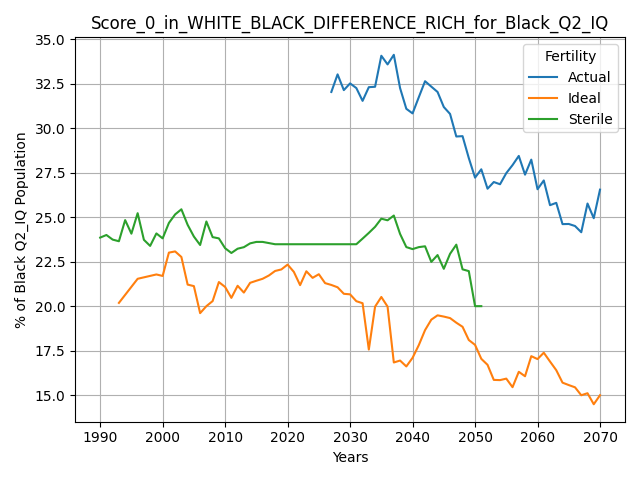 Score_0_in_WHITE_BLACK_DIFFERENCE_RICH_for_Black_Q2_IQ
% of Black Q2_IQ Population
35.0
32.5
30.0
27.5
25.0
22.5
20.0
17.5
15.0
Fertility
Actual
Ideal
Sterile
1990 2000 2010 2020 2030 2040 2050 2060 2070
Years